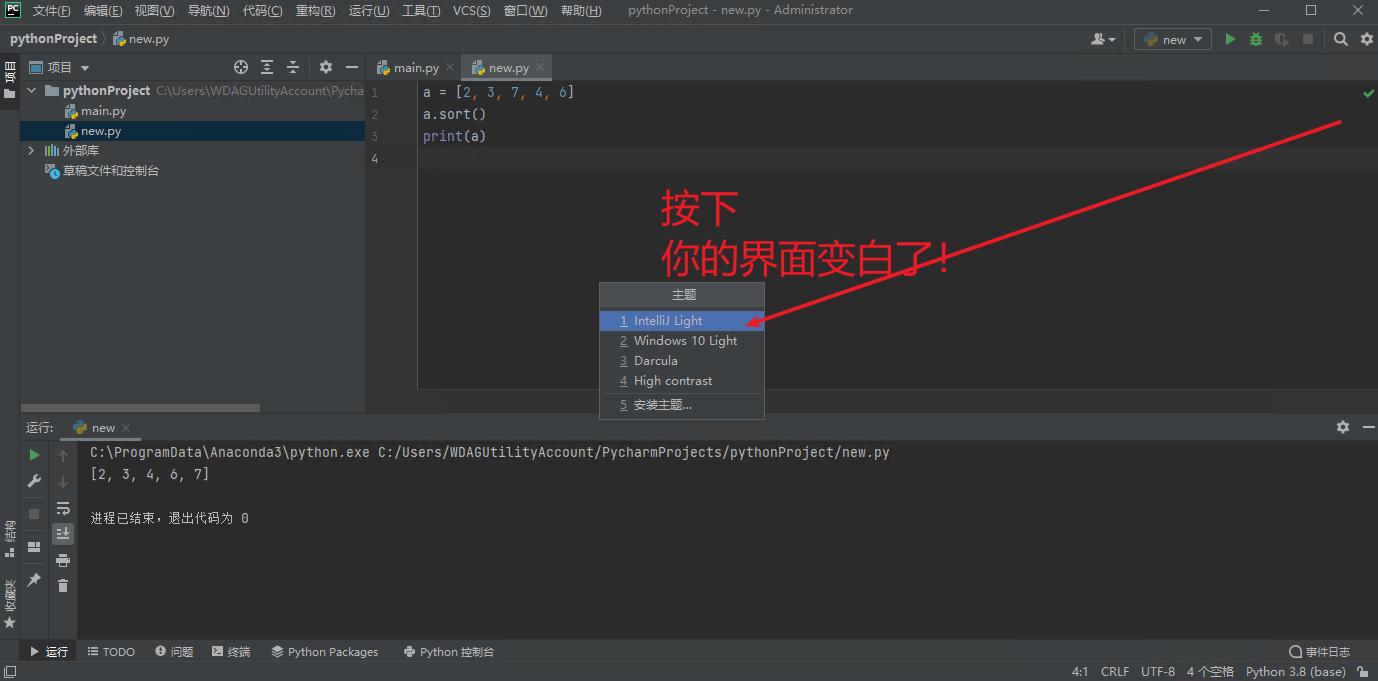 PC 文件(F) 编辑(E) 视图(V) 导航(N) 代码(C) 重构(R) 运行(U) 工具(T) VCS(S) 窗口(W) 帮助(H) pythonProject - new.py - Administrator
pythonProject new.py
new
项目
项目
main.py
new.py
pythonProject C:\Users\WDAGUtilityAccount\Pycha
main.py
new.py
外部库
草稿文件和控制台
1 a = [2, 3, 7, 4, 6]
2 a.sort()
3 print(a)
4
按下
你的界面变白了!
主题
1 IntelliJ Light
2 Windows 10 Light
3 Darcula
4 High contrast
5 安装主题...
运行: new
C:\ProgramData\Anaconda3\python.exe C:/Users/WDAGUtilityAccount/PycharmProjects/pythonProject/new.py
[2, 3, 4, 6, 7]
进程已结束，退出代码为 0
结构
收藏夹
运行 TODO 问题 终端 Python Packages Python 控制台 事件日志
4:1 CRLF UTF-8 4 个空格 Python 3.8 (base)